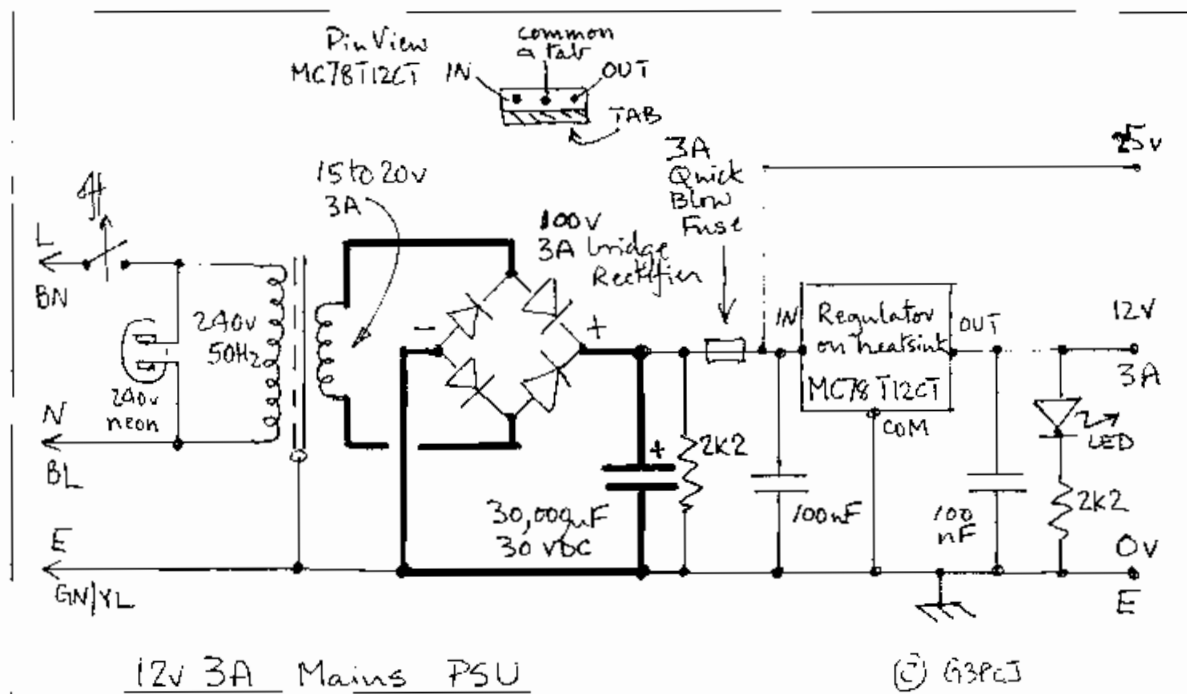 Pin View
MC78T12CT
IN
common
& tab
OUT
TAB
25v
15 to 20v
3A
3A
Quick
Blow
Fuse
100v
3A bridge
Rectifier
L
BN
240v
50Hz
240v
neon
N
BL
E
GN/YL
-
+
+
2K2
30,000µF
30 VDC
IN
Regulator
on heatsink
MC78T12CT
OUT
COM
100nF
100
nF
12v
3A
LED
2K2
0v
E
12v 3A Mains PSU
© G3PCJ